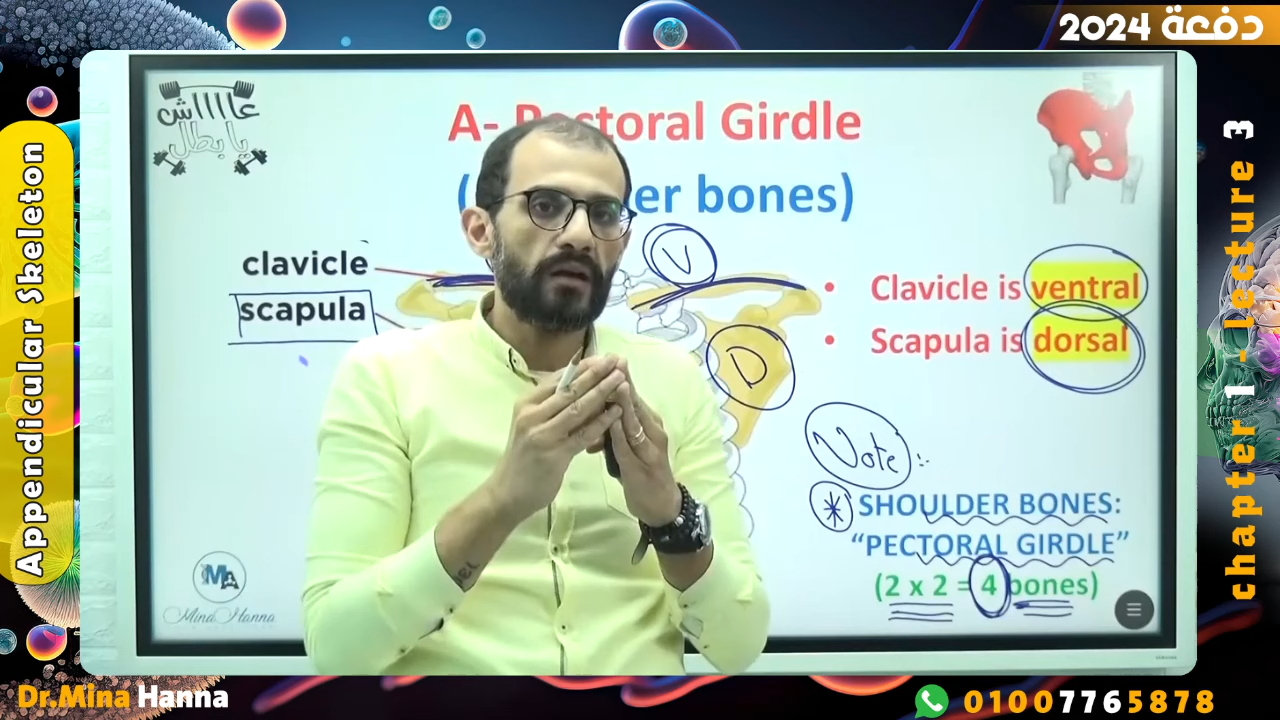 دفعة 2024
Appendicular Skeleton
chapter 1 - lecture 3
عااااش
يا بطل
A- Pectoral Girdle
er bones)
clavicle
scapula
V
D
• Clavicle is ventral
• Scapula is dorsal
Note :-
* SHOULDER BONES:
“PECTORAL GIRDLE”
(2 x 2 = 4 bones)
MA
Mina Hanna
Dr.Mina Hanna
01007765878